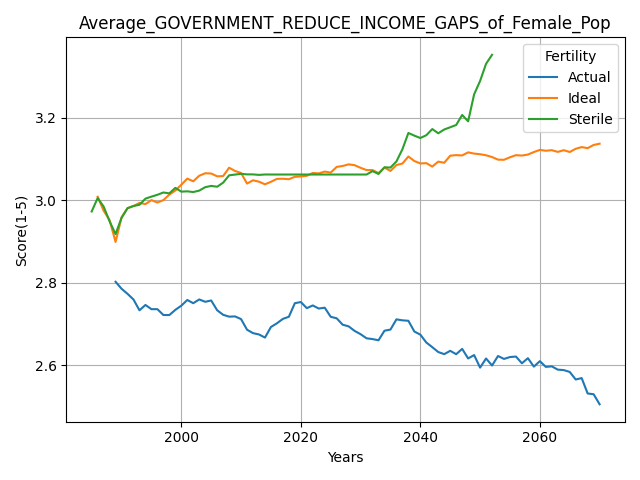 Average_GOVERNMENT_REDUCE_INCOME_GAPS_of_Female_Pop
Fertility
Actual
Ideal
Sterile
Score(1-5)
3.2
3.0
2.8
2.6
2000
2020
2040
2060
Years